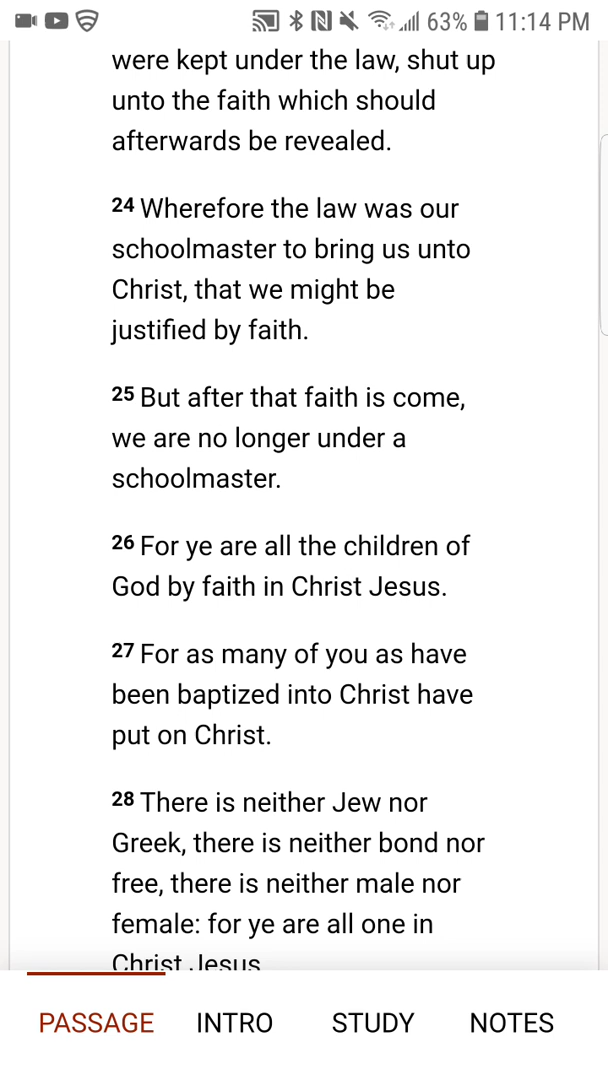 63% 11:14 PM
were kept under the law, shut up
unto the faith which should
afterwards be revealed.
24 Wherefore the law was our
schoolmaster to bring us unto
Christ, that we might be
justified by faith.
25 But after that faith is come,
we are no longer under a
schoolmaster.
26 For ye are all the children of
God by faith in Christ Jesus.
27 For as many of you as have
been baptized into Christ have
put on Christ.
28 There is neither Jew nor
Greek, there is neither bond nor
free, there is neither male nor
female: for ye are all one in
Christ Jesus
PASSAGE INTRO STUDY NOTES